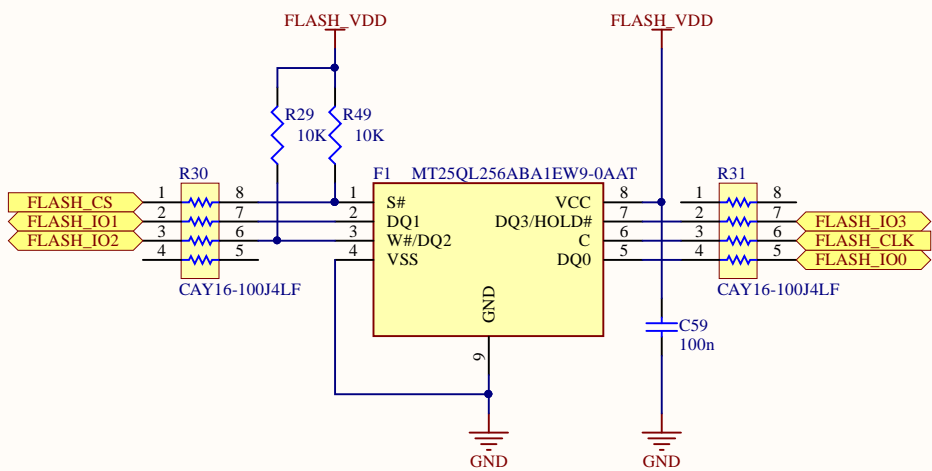 FLASH_VDD FLASH_VDD
R29 R49
10K 10K
R30 F1 MT25QL256ABA1EW9-0AAT R31
FLASH_CS 1 8 1 S# VCC 8 1 8
FLASH_IO1 2 7 2 DQ1 DQ3/HOLD# 7 2 7 FLASH_IO3
FLASH_IO2 3 6 3 W#/DQ2 C 6 3 6 FLASH_CLK
4 5 4 VSS DQ0 5 4 5 FLASH_IO0
CAY16-100J4LF GND CAY16-100J4LF
C59
100n
9
GND GND